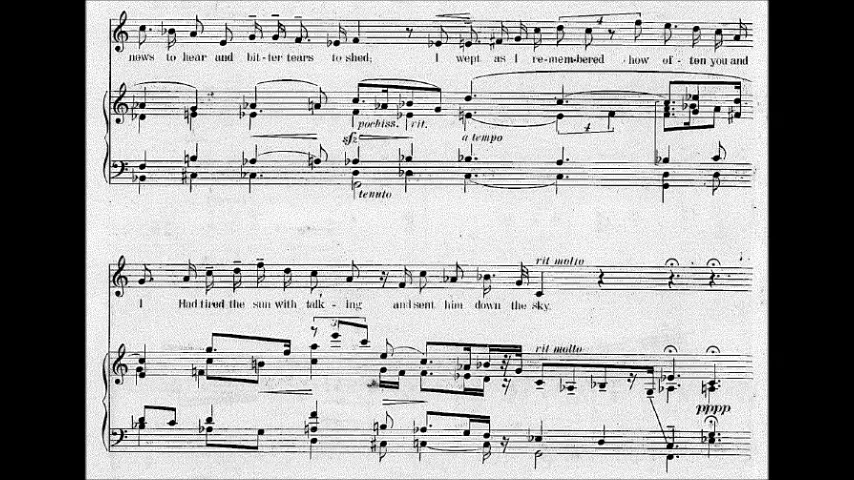 news to hear and bit-ter tears to shed; I wept as I re-mem-bered how of-ten you and
4
pochiss. rit.
4
sfz
a tempo
tenuto
rit molto
I Had tired the sun with talk - ing and sent him down the sky.
rit molto
pppp